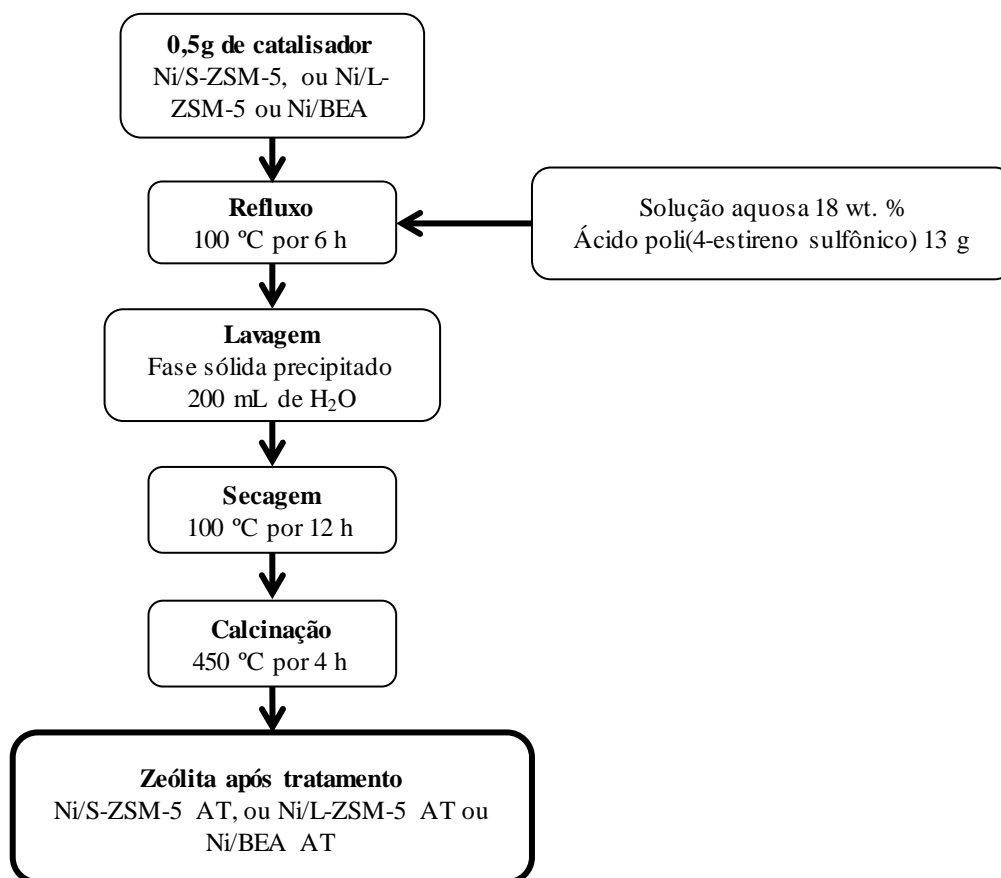 0,5g de catalisador
Ni/S-ZSM-5, ou Ni/L-
ZSM-5 ou Ni/BEA
Refluxo
100 ºC por 6 h
Solução aquosa 18 wt. %
Ácido poli(4-estireno sulfônico) 13 g
Lavagem
Fase sólida precipitado
200 mL de H₂O
Secagem
100 ºC por 12 h
Calcinação
450 ºC por 4 h
Zeólita após tratamento
Ni/S-ZSM-5 AT, ou Ni/L-ZSM-5 AT ou
Ni/BEA AT